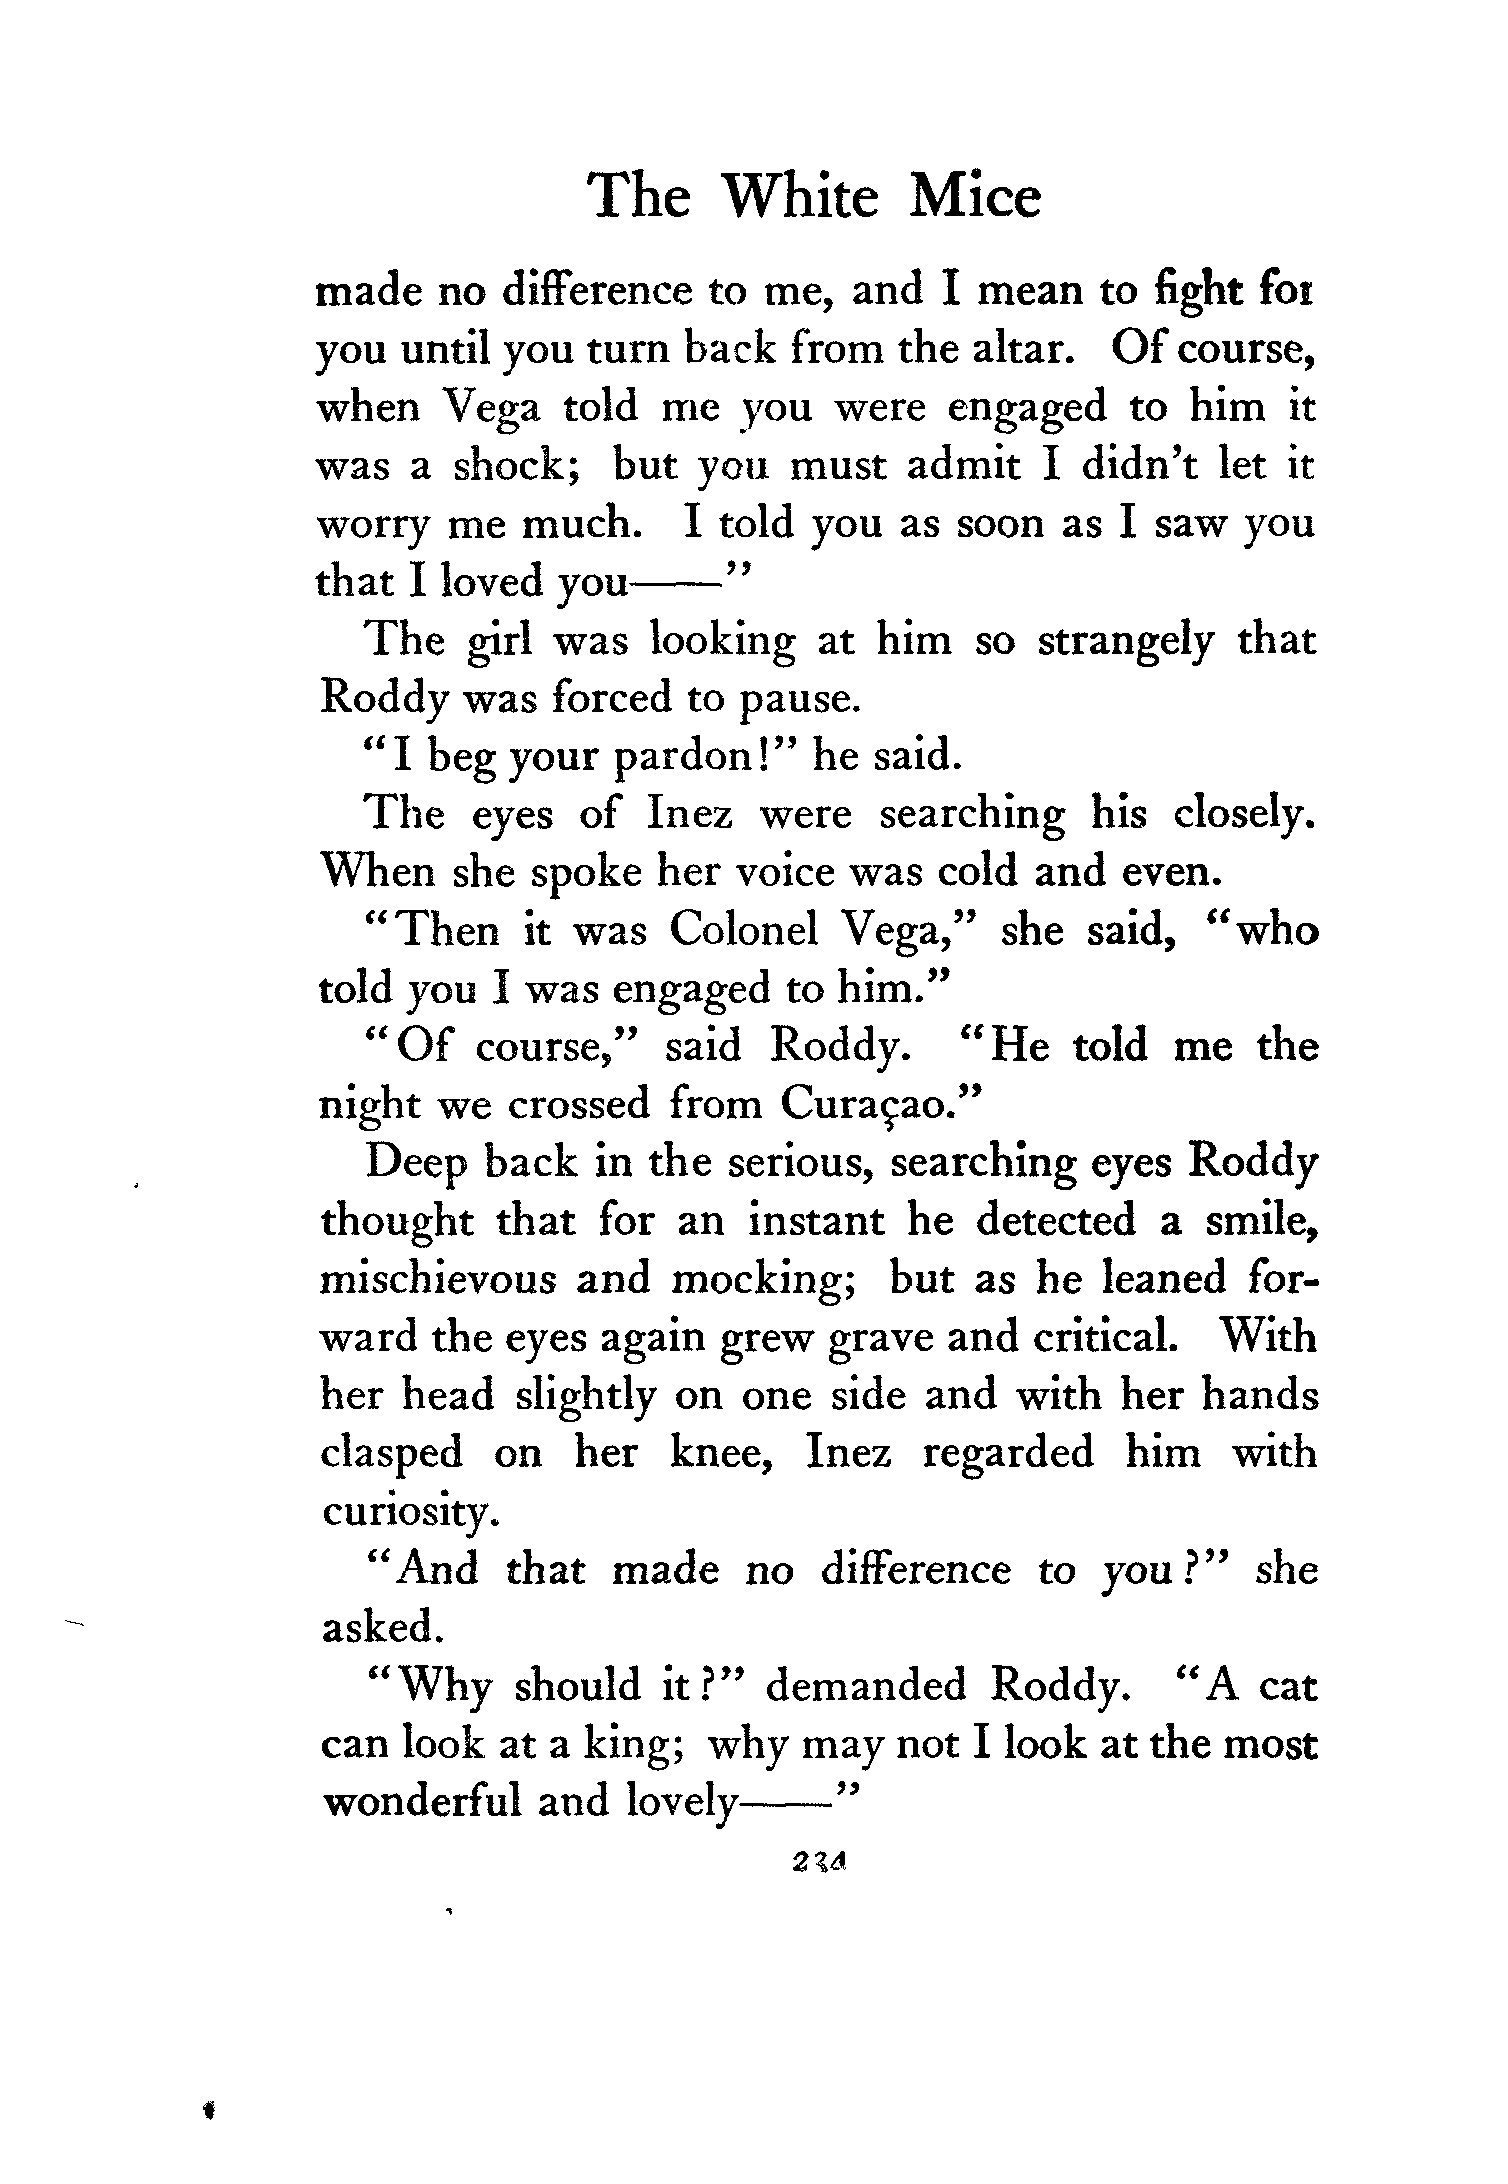 The White Mice
made no difference to me, and I mean to fight for
you until you turn back from the altar. Of course,
when Vega told me you were engaged to him it
was a shock; but you must admit I didn't let it
worry me much. I told you as soon as I saw you
that I loved you——"
"The girl was looking at him so strangely that
Roddy was forced to pause.
"I beg your pardon!" he said.
The eyes of Inez were searching his closely.
When she spoke her voice was cold and even.
"Then it was Colonel Vega," she said, "who
told you I was engaged to him."
"Of course," said Roddy. "He told me the
night we crossed from Curaçao."
Deep back in the serious, searching eyes Roddy
thought that for an instant he detected a smile,
mischievous and mocking; but as he leaned for-
ward the eyes again grew grave and critical. With
her head slightly on one side and with her hands
clasped on her knee, Inez regarded him with
curiosity.
"And that made no difference to you?" she
asked.
"Why should it?" demanded Roddy. "A cat
can look at a king; why may not I look at the most
wonderful and lovely——"
234